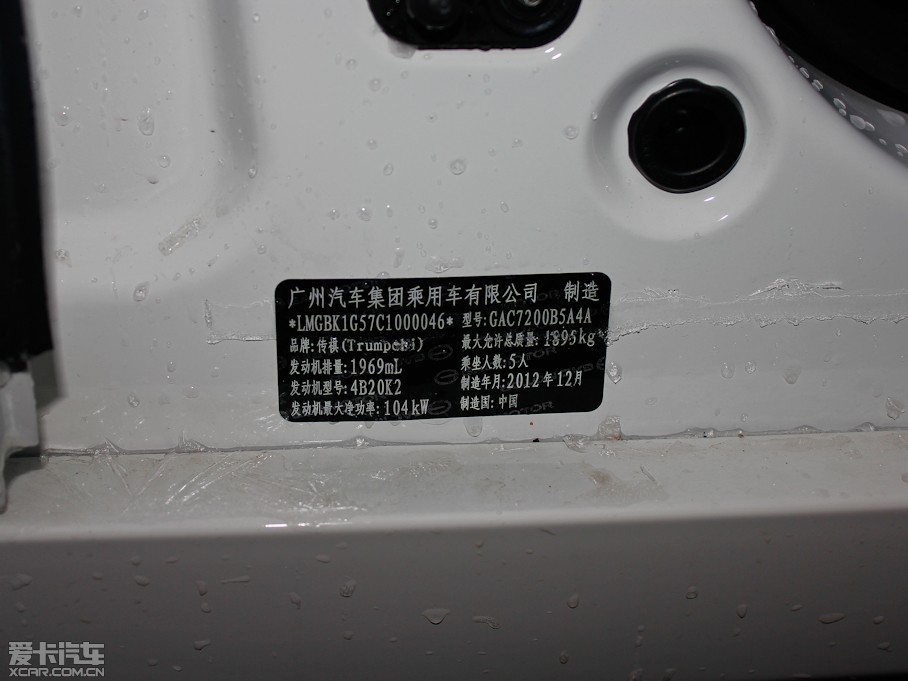 广州汽车集团乘用车有限公司 制造
*LMGBK1G57C1000046* 型号:GAC7200B5A4A
品牌:传祺(Trumpchi) 最大允许总质量:1895kg
发动机排量:1969mL 乘坐人数:5人
发动机型号:4B20K2 制造年月:2012年12月
发动机最大净功率:104kW 制造国:中国
爱卡汽车
XCAR.COM.CN